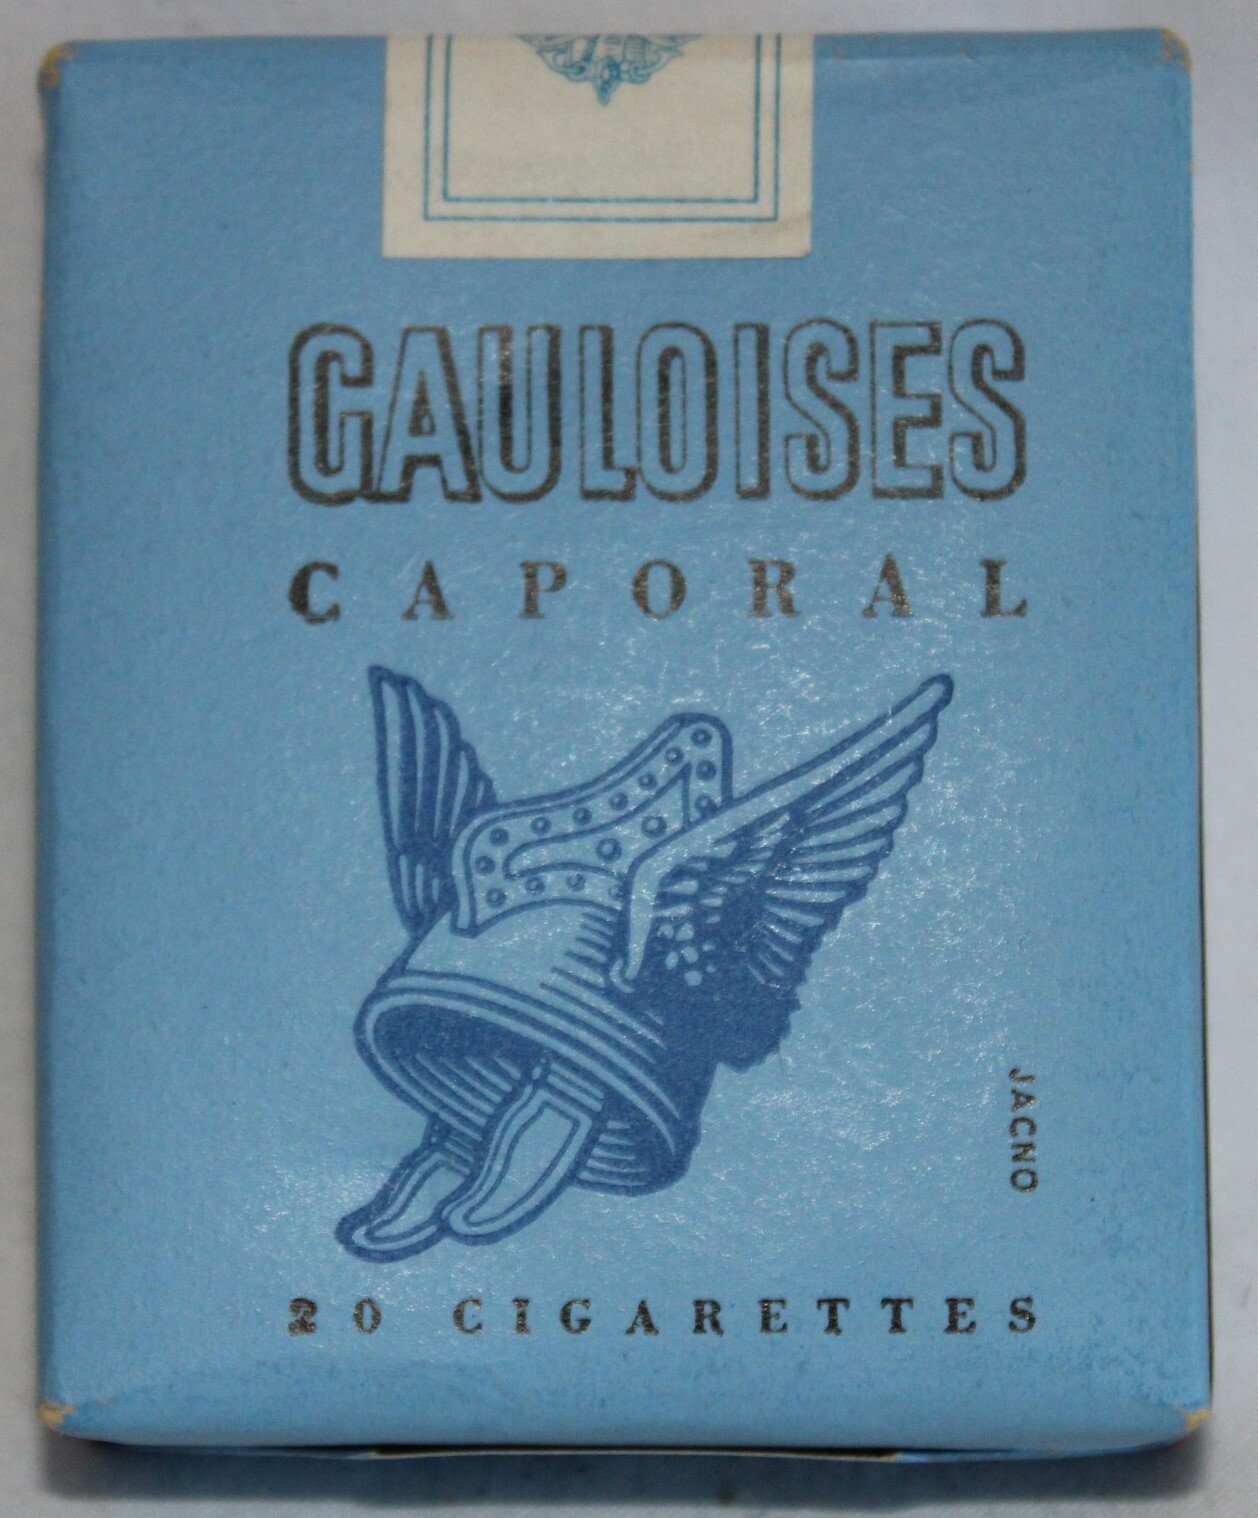 GAULOISES
CAPORAL
JACNO
20 CIGARETTES